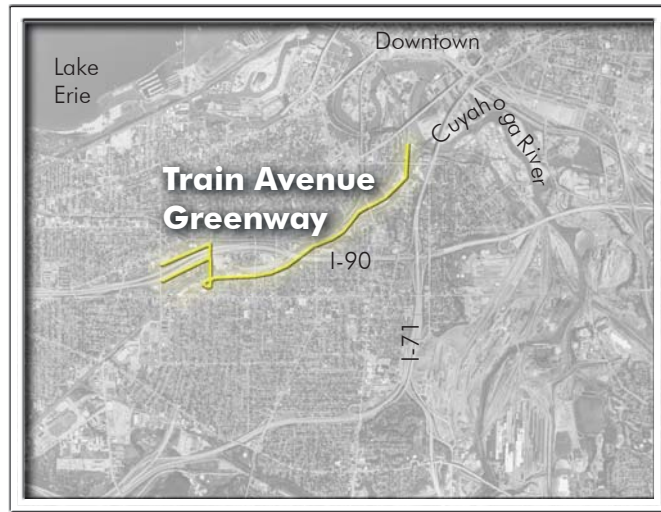 Downtown
Lake
Erie
Cuyahoga River
Train Avenue
Greenway
I-90
I-71